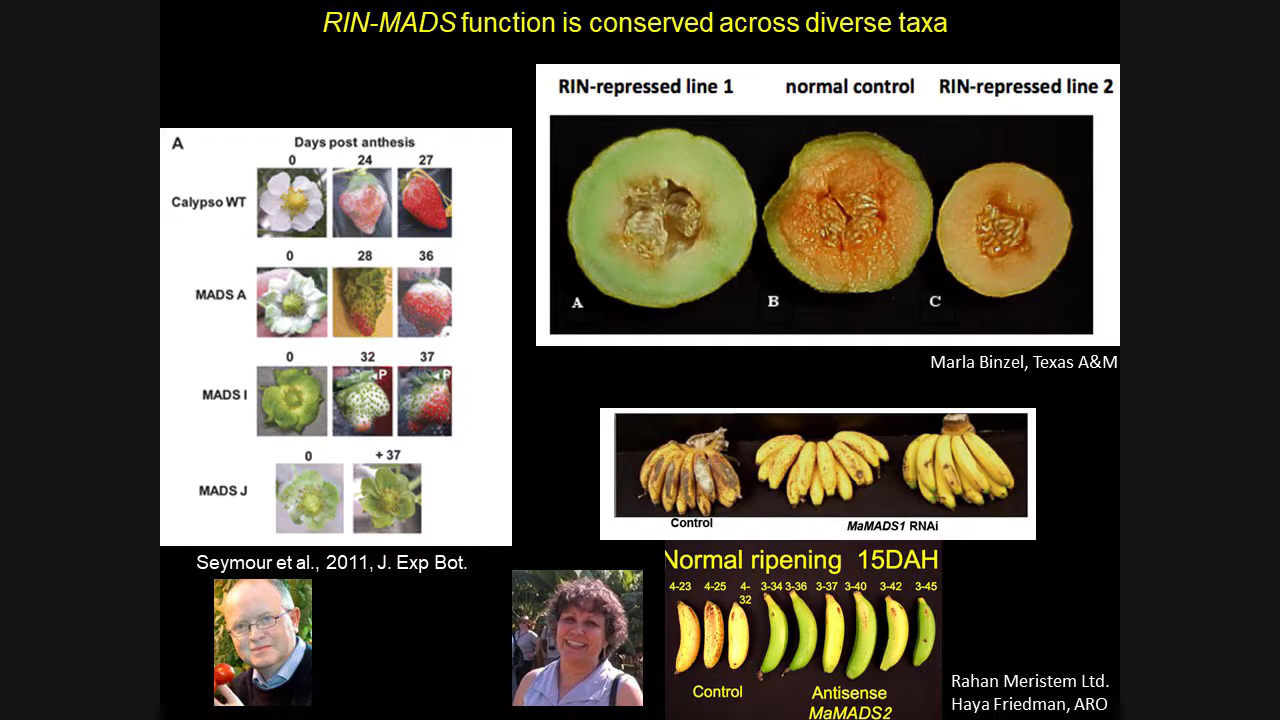 RIN-MADS function is conserved across diverse taxa
A
Days post anthesis
0 24 27
Calypso WT
0 28 36
MADS A
0 32 37
P P
MADS I
0 + 37
MADS J
Seymour et al., 2011, J. Exp Bot.
RIN-repressed line 1 normal control RIN-repressed line 2
A B C
Marla Binzel, Texas A&M
Control MaMADS1 RNAi
Normal ripening 15DAH
4-23 4-25 4-32 3-34 3-36 3-37 3-40 3-42 3-45
Control Antisense
MaMADS2
Rahan Meristem Ltd.
Haya Friedman, ARO